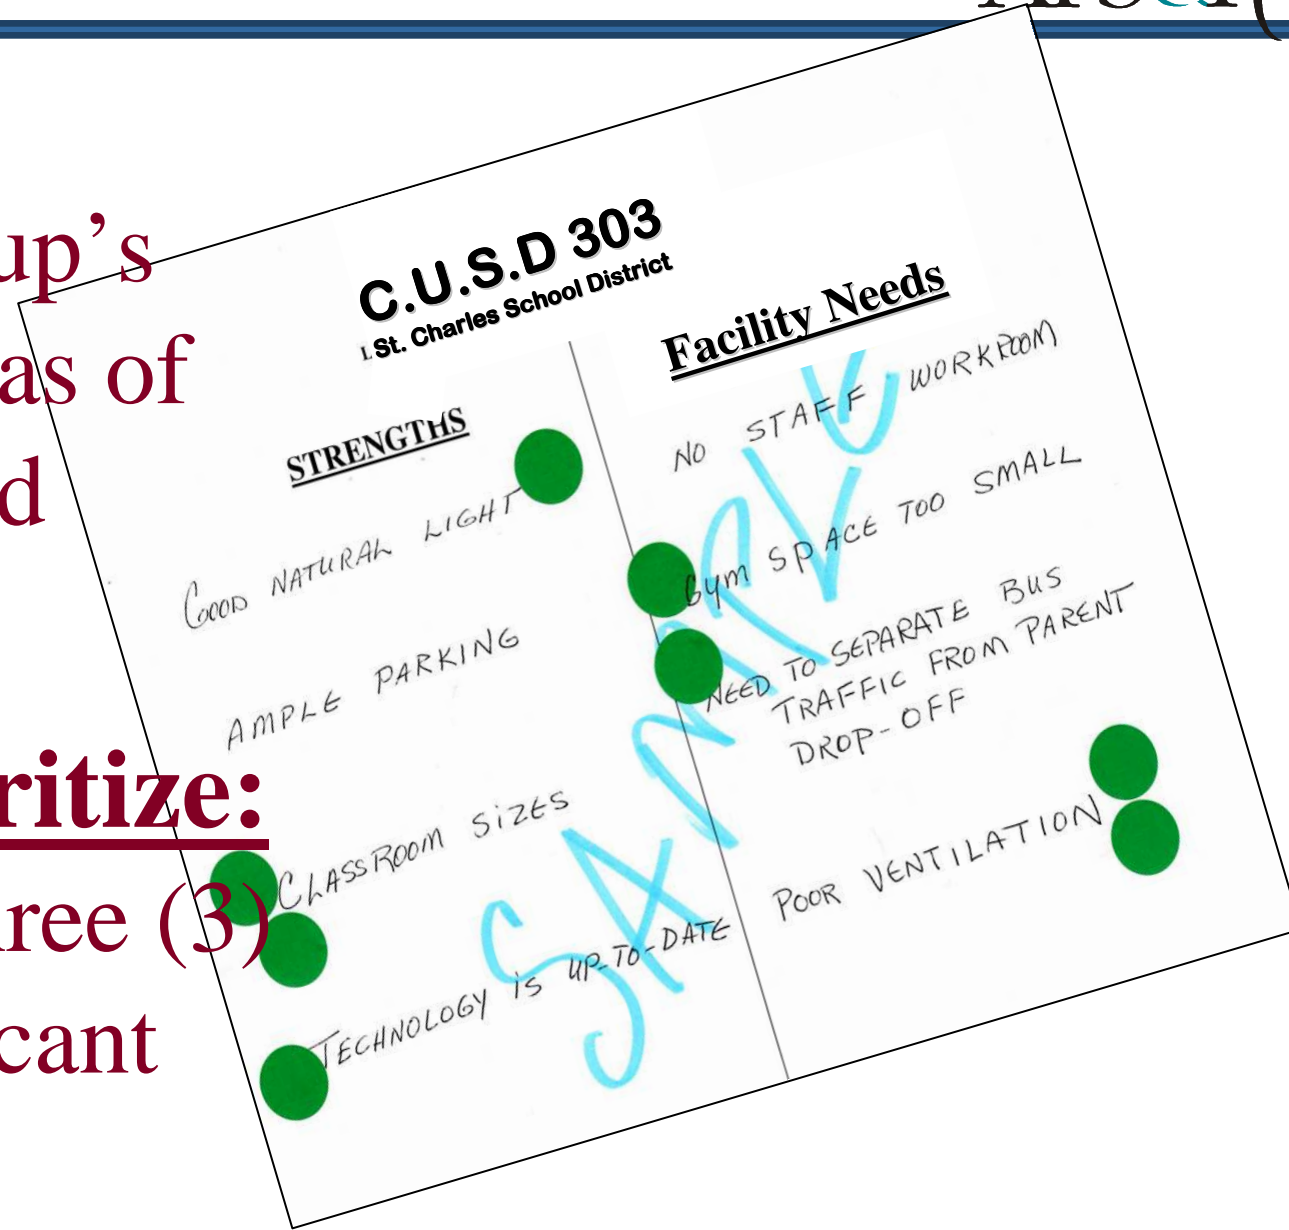 up’s
as of
d
ritize:
ree (3)
cant
C.U.S.D 303
St. Charles School District
STRENGTHS
GOOD NATURAL LIGHT
AMPLE PARKING
CLASSROOM SIZES
TECHNOLOGY is UP-TO-DATE
Facility Needs
NO STAFF WORKROOM
Gym SPACE TOO SMALL
NEED TO SEPARATE BUS
TRAFFIC FROM PARENT
DROP-OFF
POOR VENTILATION
SAMPLE